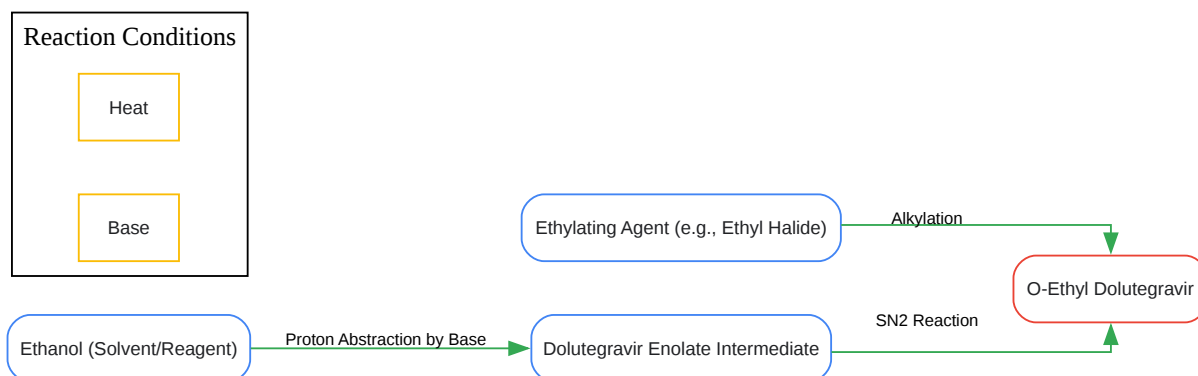 Reaction Conditions
Heat
Base
Ethylating Agent (e.g., Ethyl Halide)
Alkylation
O-Ethyl Dolutegravir
SN2 Reaction
Ethanol (Solvent/Reagent)
Proton Abstraction by Base
Dolutegravir Enolate Intermediate